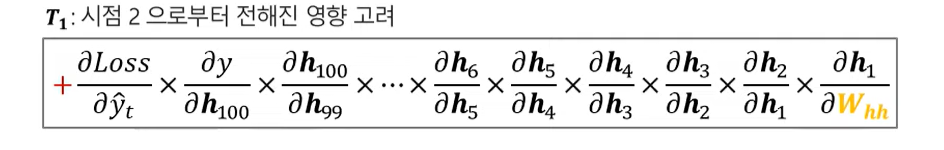 T₁: 시점 2 으로부터 전해진 영향 고려
+ ∂Loss/∂ŷₜ × ∂y/∂h₁₀₀ × ∂h₁₀₀/∂h₉₉ × ⋯ × ∂h₆/∂h₅ × ∂h₅/∂h₄ × ∂h₄/∂h₃ × ∂h₃/∂h₂ × ∂h₂/∂h₁ × ∂h₁/∂W_hh